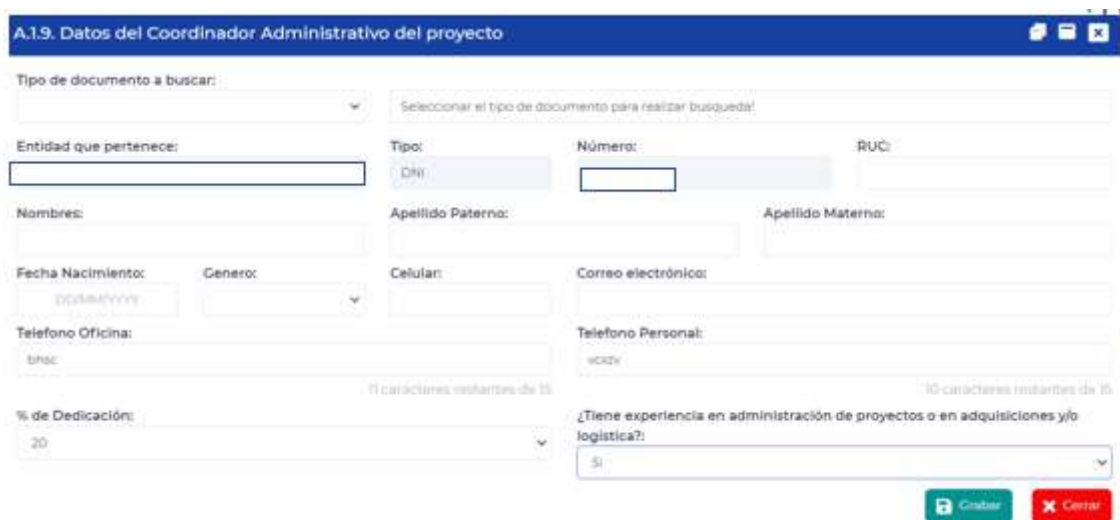 A.1.9. Datos del Coordinador Administrativo del proyecto
Tipo de documento a buscar:
Seleccionar el tipo de documento para realizar busqueda!
Entidad que pertenece: Tipo: Número: RUC:
DNI
Nombres: Apellido Paterno: Apellido Materno:
Fecha Nacimiento: Genero: Celular: Correo electrónico:
DD/MM/YYYY
Telefono Oficina: Telefono Personal:
bhsc vcxzv
11 caracteres restantes de 15 10 caracteres restantes de 15
% de Dedicación: ¿Tiene experiencia en administración de proyectos o en adquisiciones y/o
logística?:
20
Si
Grabar Cerrar